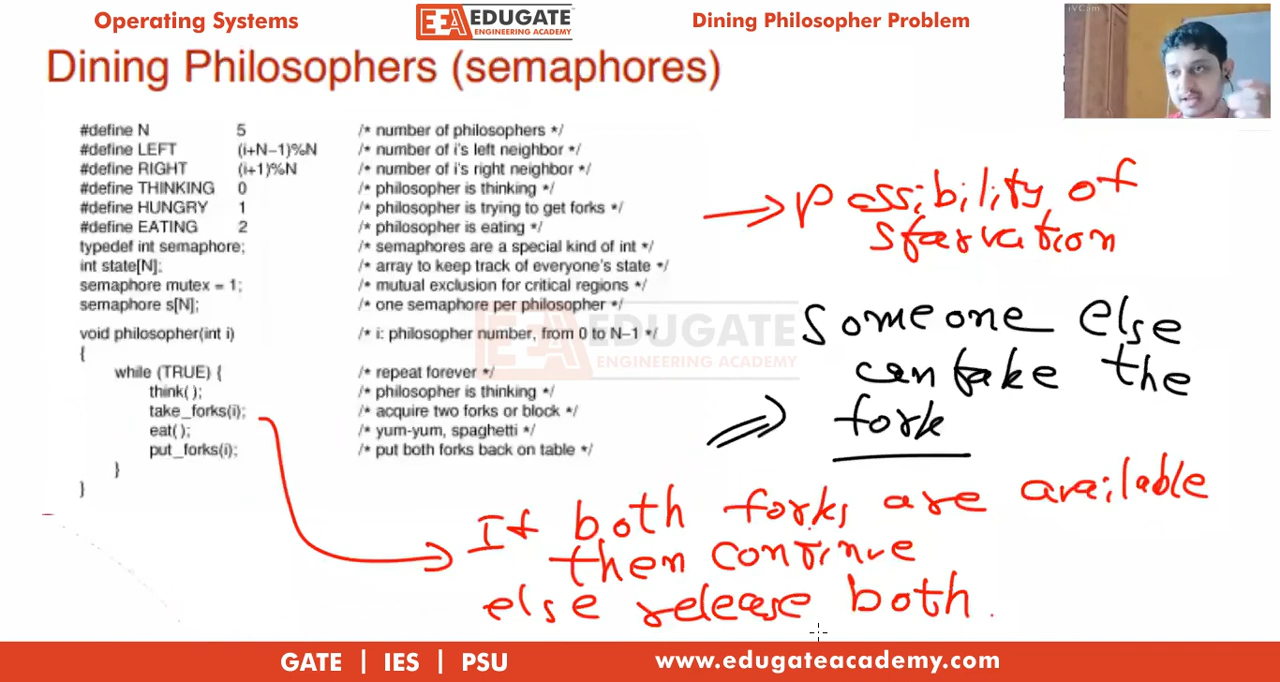 Operating Systems
EEA EDUGATE
ENGINEERING ACADEMY
Dining Philosopher Problem
iVCam
Dining Philosophers (semaphores)
#define N 5 /* number of philosophers */
#define LEFT (i+N−1)%N /* number of i's left neighbor */
#define RIGHT (i+1)%N /* number of i's right neighbor */
#define THINKING 0 /* philosopher is thinking */
#define HUNGRY 1 /* philosopher is trying to get forks */
#define EATING 2 /* philosopher is eating */
typedef int semaphore; /* semaphores are a special kind of int */
int state[N]; /* array to keep track of everyone's state */
semaphore mutex = 1; /* mutual exclusion for critical regions */
semaphore s[N]; /* one semaphore per philosopher */
void philosopher(int i) /* i: philosopher number, from 0 to N−1 */
{
while (TRUE) { /* repeat forever */
think( ); /* philosopher is thinking */
take_forks(i); /* acquire two forks or block */
eat( ); /* yum-yum, spaghetti */
put_forks(i); /* put both forks back on table */
}
}
EEA EDUGATE
ENGINEERING ACADEMY
Possibility of
starvation
Someone else
can take the
fork
If both forks are available
then continue
else release both.
GATE | IES | PSU
www.edugateacademy.com